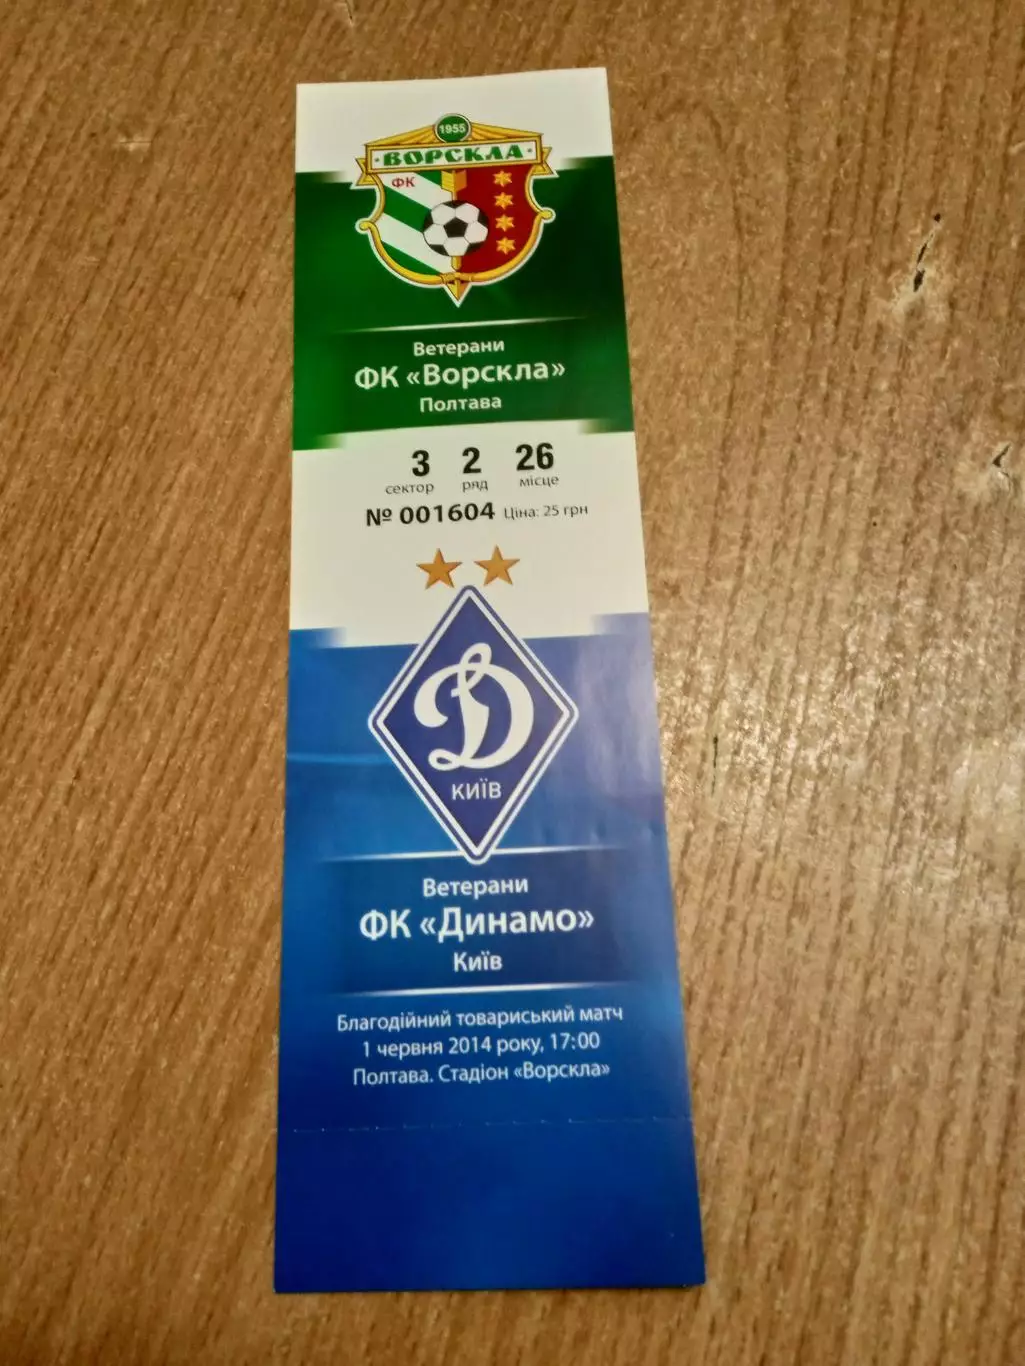 1955
ВОРСКЛА
ФК
Ветерани
ФК «Ворскла»
Полтава
3 2 26
сектор ряд місце
№ 001604 Ціна: 25 грн
Д
КИЇВ
Ветерани
ФК «Динамо»
Київ
Благодійний товариський матч
1 червня 2014 року, 17:00
Полтава. Стадіон «Ворскла»